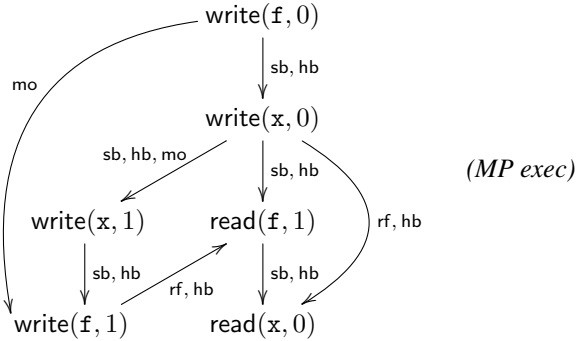 write(f, 0)
mo
sb, hb
write(x, 0)
sb, hb, mo
sb, hb
(MP exec)
write(x, 1)
read(f, 1)
rf, hb
sb, hb
rf, hb
sb, hb
write(f, 1)
read(x, 0)